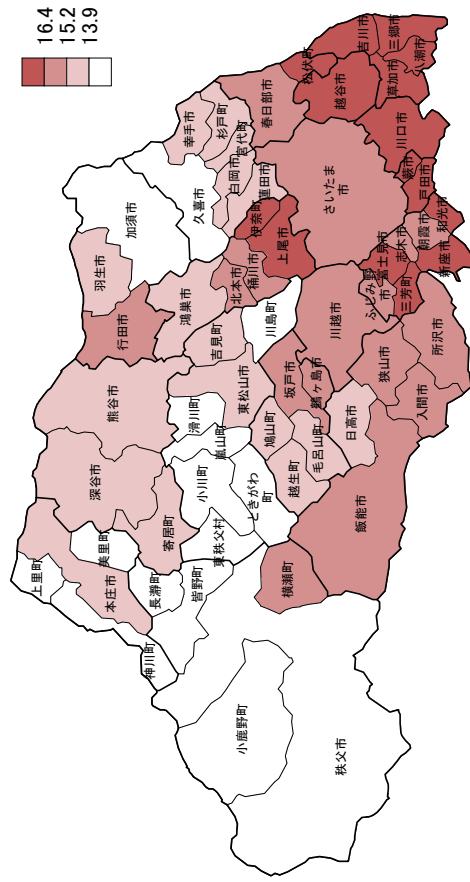 16.4
15.2
13.9
上里町
本庄市
美里町
神川町
深谷市
熊谷市
行田市
羽生市
加須市
寄居町
長瀞町
皆野町
東秩父村
小川町
嵐山町
滑川町
東松山市
吉見町
鴻巣市
久喜市
幸手市
杉戸町
宮代町
白岡市
蓮田市
春日部市
松伏町
吉川市
三郷市
八潮市
草加市
越谷市
川口市
さいたま
市
伊奈町
上尾市
桶川市
北本市
川島町
川越市
坂戸市
鶴ヶ島市
鳩山町
越生町
毛呂山町
ときがわ
町
日高市
飯能市
横瀬町
小鹿野町
秩父市
狭山市
入間市
所沢市
三芳町
ふじみ野
市
富士見市
志木市
朝霞市
新座市
和光市
戸田市
蕨市